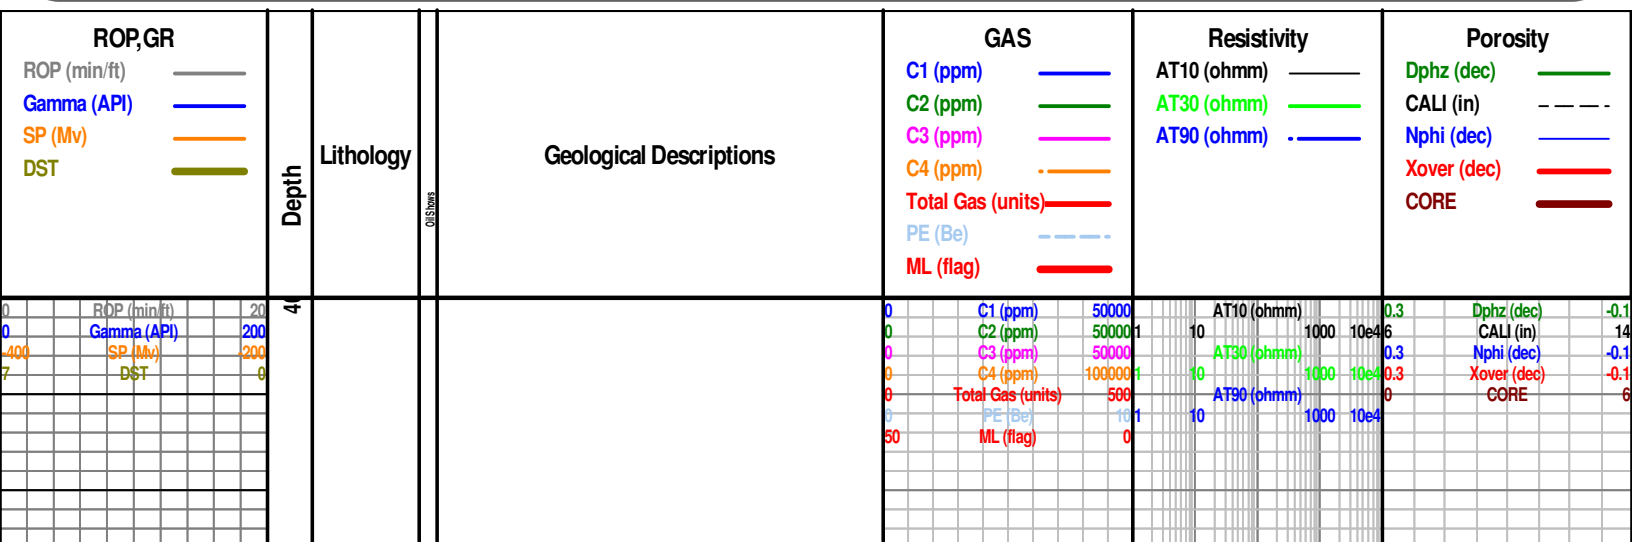 ROP,GR
ROP (min/ft)
Gamma (API)
SP (Mv)
DST
Depth
Lithology
Oil Shows
Geological Descriptions
GAS
C1 (ppm)
C2 (ppm)
C3 (ppm)
C4 (ppm)
Total Gas (units)
PE (Be)
ML (flag)
Resistivity
AT10 (ohmm)
AT30 (ohmm)
AT90 (ohmm)
Porosity
Dphz (dec)
CALI (in)
Nphi (dec)
Xover (dec)
CORE
0 ROP (min/ft) 20
0 Gamma (API) 200
-400 SP (Mv) -200
7 DST 0
0 C1 (ppm) 50000
0 C2 (ppm) 50000
0 C3 (ppm) 50000
0 C4 (ppm) 100000
0 Total Gas (units) 500
0 PE (Be) 10
50 ML (flag) 0
AT10 (ohmm)
1 10 1000 10e4
AT30 (ohmm)
1 10 1000 10e4
AT90 (ohmm)
1 10 1000 10e4
0.3 Dphz (dec) -0.1
6 CALI (in) 14
0.3 Nphi (dec) -0.1
0.3 Xover (dec) -0.1
0 CORE 6